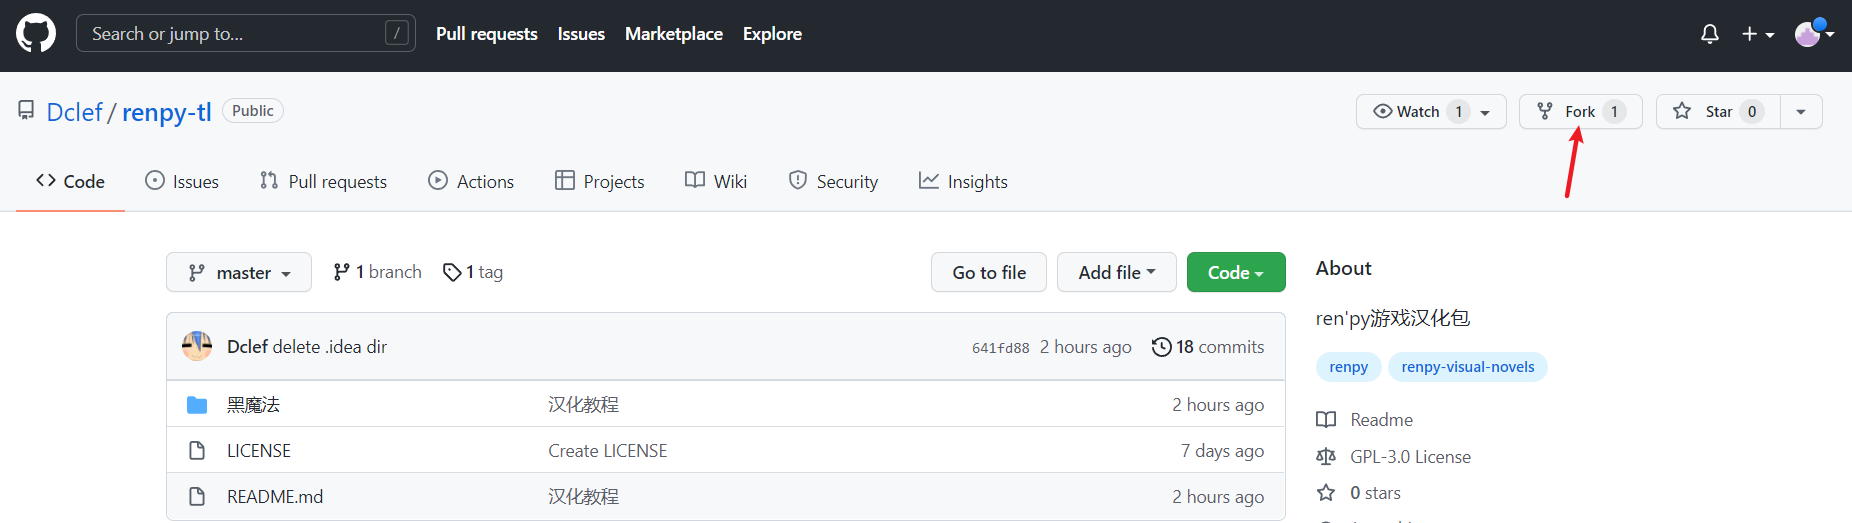 Search or jump to... / Pull requests Issues Marketplace Explore
Dclef / renpy-tl Public Watch 1 Fork 1 Star 0
Code Issues Pull requests Actions Projects Wiki Security Insights
master 1 branch 1 tag Go to file Add file Code
Dclef delete .idea dir 641fd88 2 hours ago 18 commits
黑魔法 汉化教程 2 hours ago
LICENSE Create LICENSE 7 days ago
README.md 汉化教程 2 hours ago
About
ren'py游戏汉化包
renpy renpy-visual-novels
Readme
GPL-3.0 License
0 stars